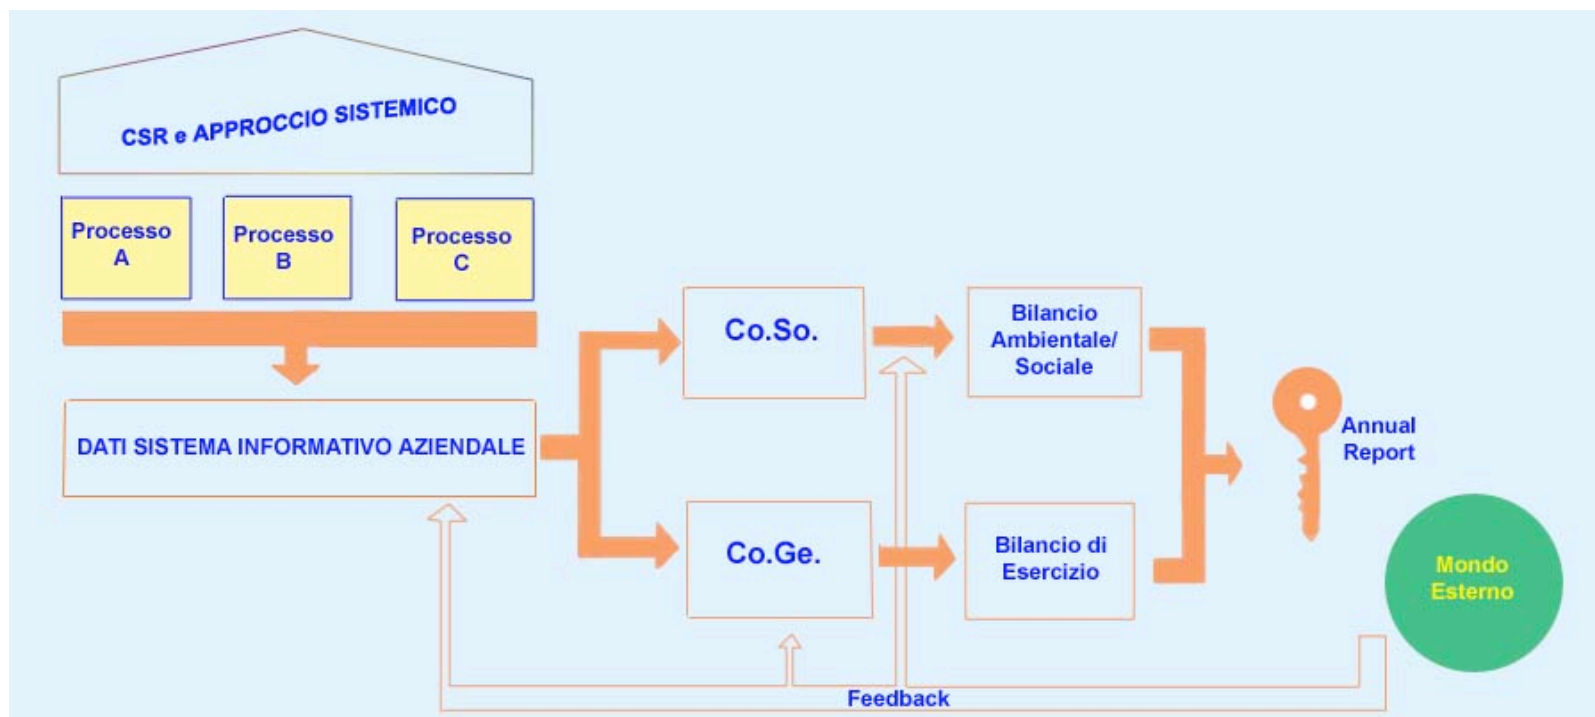 CSR e APPROCCIO SISTEMICO
Processo
A
Processo
B
Processo
C
DATI SISTEMA INFORMATIVO AZIENDALE
Co.So.
Co.Ge.
Bilancio
Ambientale/
Sociale
Bilancio di
Esercizio
Annual
Report
Mondo
Esterno
Feedback